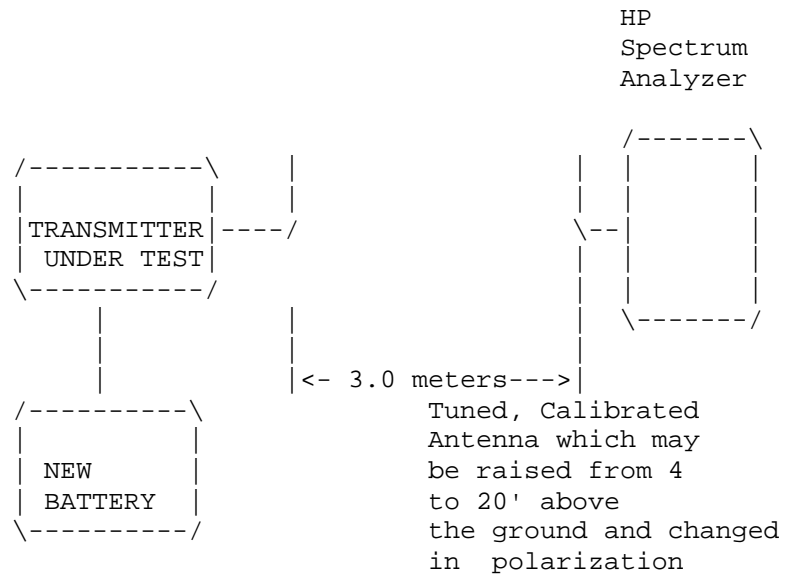 HP
Spectrum
Analyzer
TRANSMITTER
UNDER TEST
<- 3.0 meters--->
Tuned, Calibrated
Antenna which may
be raised from 4
to 20' above
the ground and changed
in polarization
NEW
BATTERY